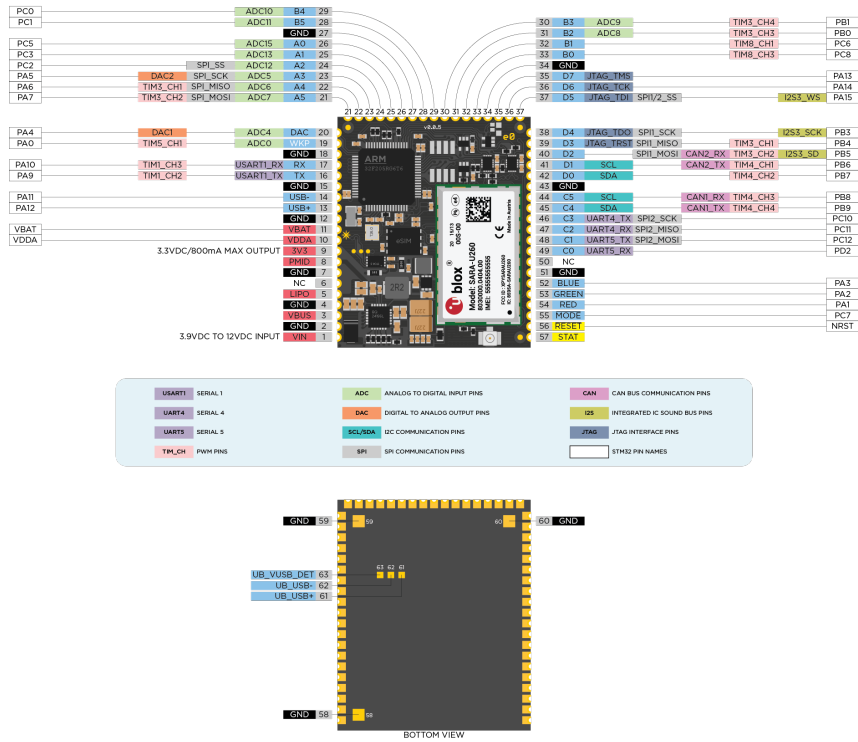 PC0 ADC10 B4 29
PC1 ADC11 B5 28
GND 27
PC5 ADC15 A0 26
PC3 ADC13 A1 25
PC2 SPI_SS ADC12 A2 24
PA5 DAC2 SPI_SCK ADC5 A3 23
PA6 TIM3_CH1 SPI_MISO ADC6 A4 22
PA7 TIM3_CH2 SPI_MOSI ADC7 A5 21
30 B3 ADC9 TIM3_CH4 PB1
31 B2 ADC8 TIM3_CH3 PB0
32 B1 TIM8_CH1 PC6
33 B0 TIM8_CH3 PC8
34 GND
35 D7 JTAG_TMS PA13
36 D6 JTAG_TCK PA14
37 D5 JTAG_TDI SPI1/2_SS I2S3_WS PA15
21 22 23 24 25 26 27 28 29 30 31 32 33 34 35 36 37
PA4 DAC1 ADC4 DAC 20
PA0 TIM5_CH1 ADC0 WKP 19
GND 18
PA10 TIM1_CH3 USART1_RX RX 17
PA9 TIM1_CH2 USART1_TX TX 16
GND 15
PA11 USB- 14
PA12 USB+ 13
GND 12
VBAT VBAT 11
VDDA VDDA 10
3.3VDC/800mA MAX OUTPUT 3V3 9
PMID 8
GND 7
NC 6
LIPO 5
GND 4
VBUS 3
GND 2
3.9VDC TO 12VDC INPUT VIN 1
v0.0.5
e0
ARM
eSIM
2R2
ublox
Model: SARA-U260
Made in Austria
38 D4 JTAG_TDO SPI1_SCK I2S3_SCK PB3
39 D3 JTAG_TRST SPI1_MISO TIM3_CH1 PB4
40 D2 SPI1_MOSI CAN2_RX TIM3_CH2 I2S3_SD PB5
41 D1 SCL CAN2_TX TIM4_CH1 PB6
42 D0 SDA TIM4_CH2 PB7
43 GND
44 C5 SCL CAN1_RX TIM4_CH3 PB8
45 C4 SDA CAN1_TX TIM4_CH4 PB9
46 C3 UART4_TX SPI2_SCK PC10
47 C2 UART4_RX SPI2_MISO PC11
48 C1 UART5_TX SPI2_MOSI PC12
49 C0 UART5_RX PD2
50 NC
51 GND
52 BLUE PA3
53 GREEN PA2
54 RED PA1
55 MODE PC7
56 RESET NRST
57 STAT
USART1 SERIAL 1
UART4 SERIAL 4
UART5 SERIAL 5
TIM_CH PWM PINS
ADC ANALOG TO DIGITAL INPUT PINS
DAC DIGITAL TO ANALOG OUTPUT PINS
SCL/SDA I2C COMMUNICATION PINS
SPI SPI COMMUNICATION PINS
CAN CAN BUS COMMUNICATION PINS
I2S INTEGRATED IC SOUND BUS PINS
JTAG JTAG INTERFACE PINS
STM32 PIN NAMES
GND 59
59
60
60 GND
63 62 61
UB_VUSB_DET 63
UB_USB- 62
UB_USB+ 61
GND 58
58
BOTTOM VIEW